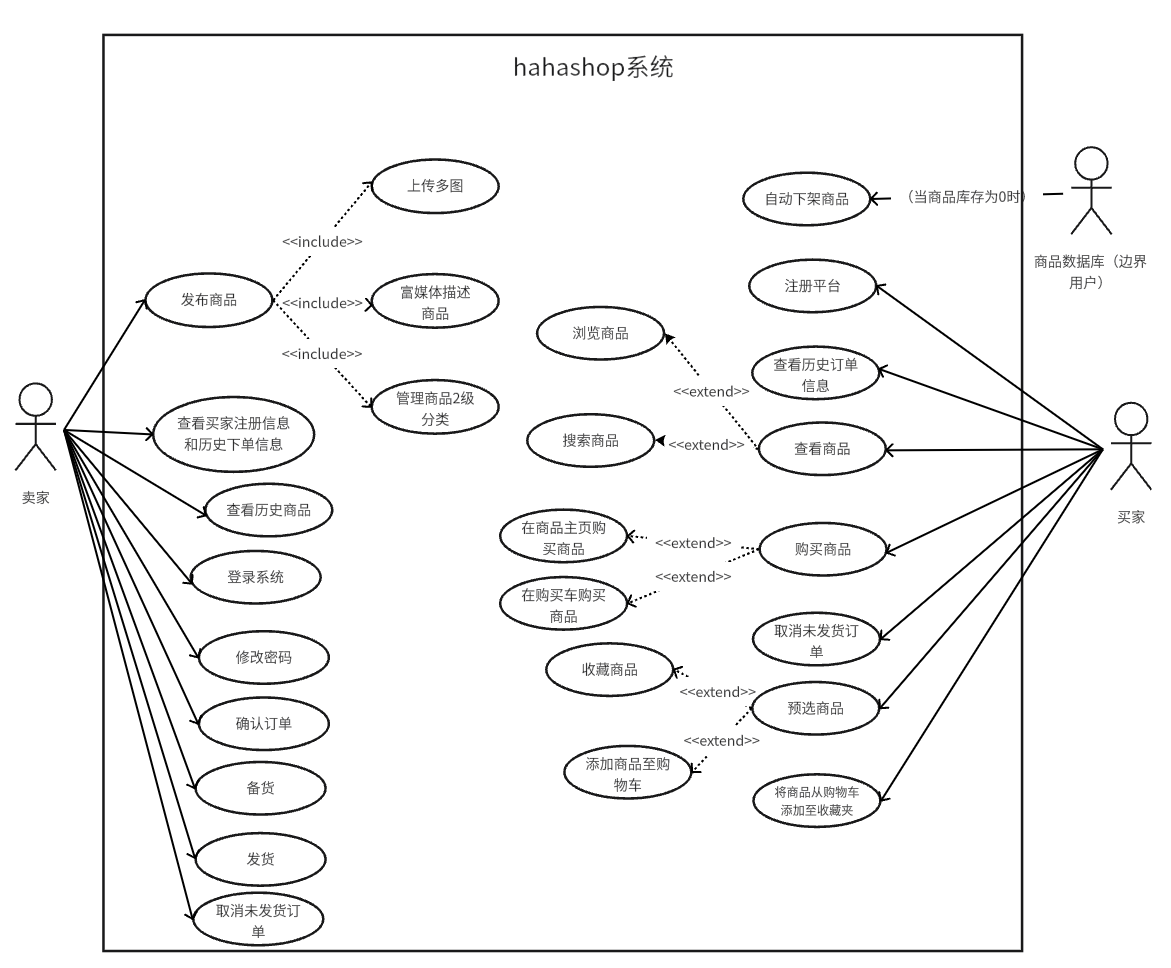 hahashop系统
上传多图
自动下架商品
（当商品库存为0时）
<<include>>
商品数据库（边界
用户）
发布商品
<<include>>
富媒体描述
商品
注册平台
浏览商品
<<include>>
查看历史订单
信息
管理商品2级
分类
<<extend>>
查看买家注册信息
和历史下单信息
搜索商品
<<extend>>
查看商品
卖家
买家
查看历史商品
在商品主页购
买商品
<<extend>>
购买商品
登录系统
<<extend>>
在购买车购买
商品
取消未发货订
单
修改密码
收藏商品
<<extend>>
预选商品
确认订单
<<extend>>
添加商品至购
物车
备货
将商品从购物车
添加至收藏夹
发货
取消未发货订
单